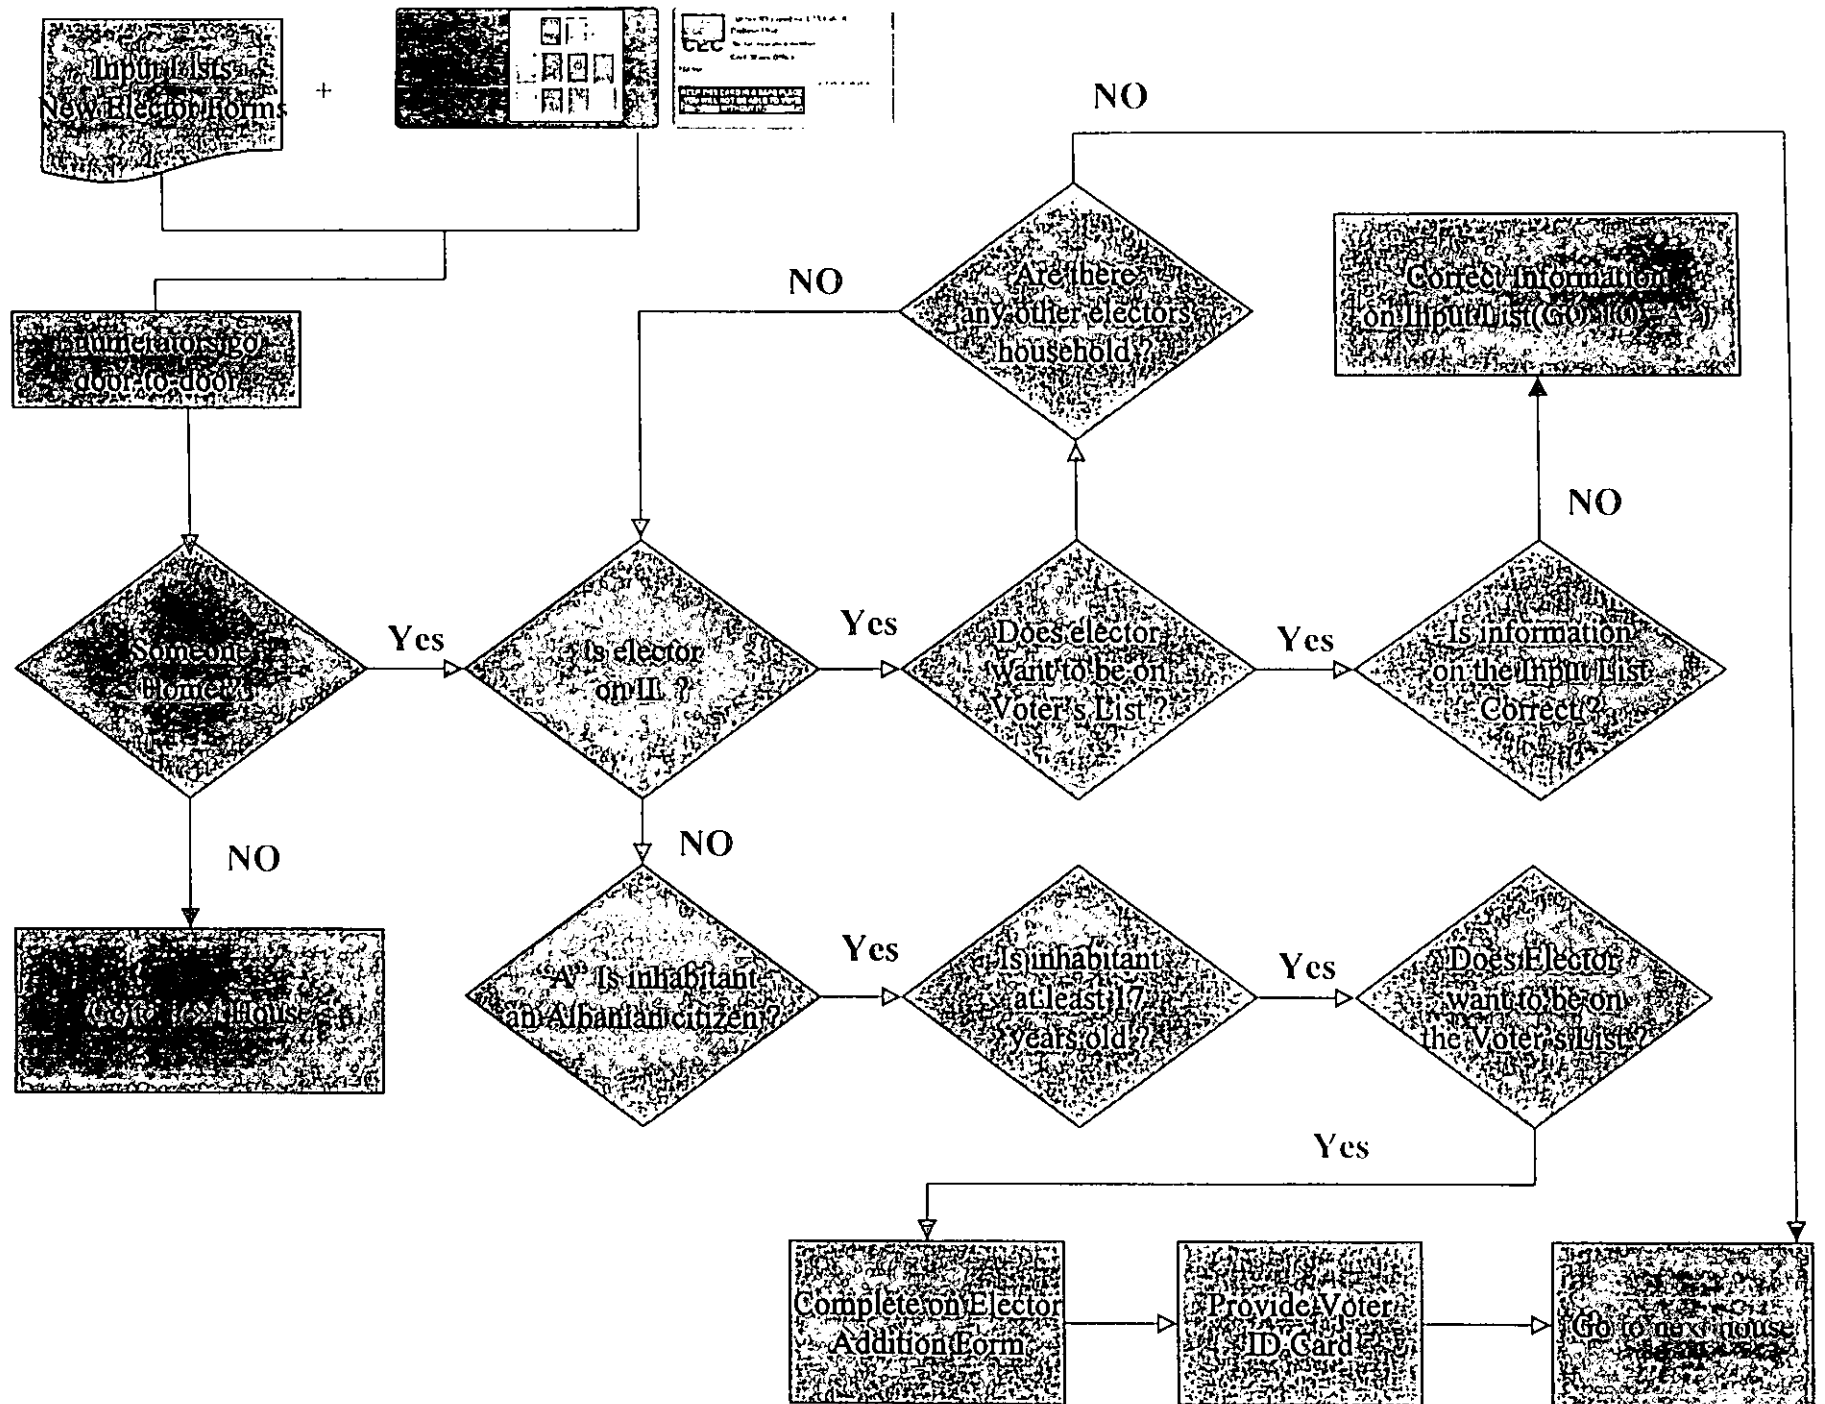 Input Lists
New Elector Forms
+
CEC
NO
Are there
any other electors
household ?
NO
Correct Information
on Input List(GO TO "A")
Enumerators go
door-to-door
NO
Someone
Home?
Yes
Is elector
on IL ?
Yes
Does elector
want to be on
Voter's List ?
Yes
Is information
on the Input List
Correct ?
NO
NO
Go to next House
"A" Is inhabitant
an Albanian citizen ?
Yes
Is inhabitant
at least 17
years old ?
Yes
Does Elector
want to be on
the Voter's List ?
Yes
Complete on Elector
Addition Form
Provide Voter
ID Card
Go to next house